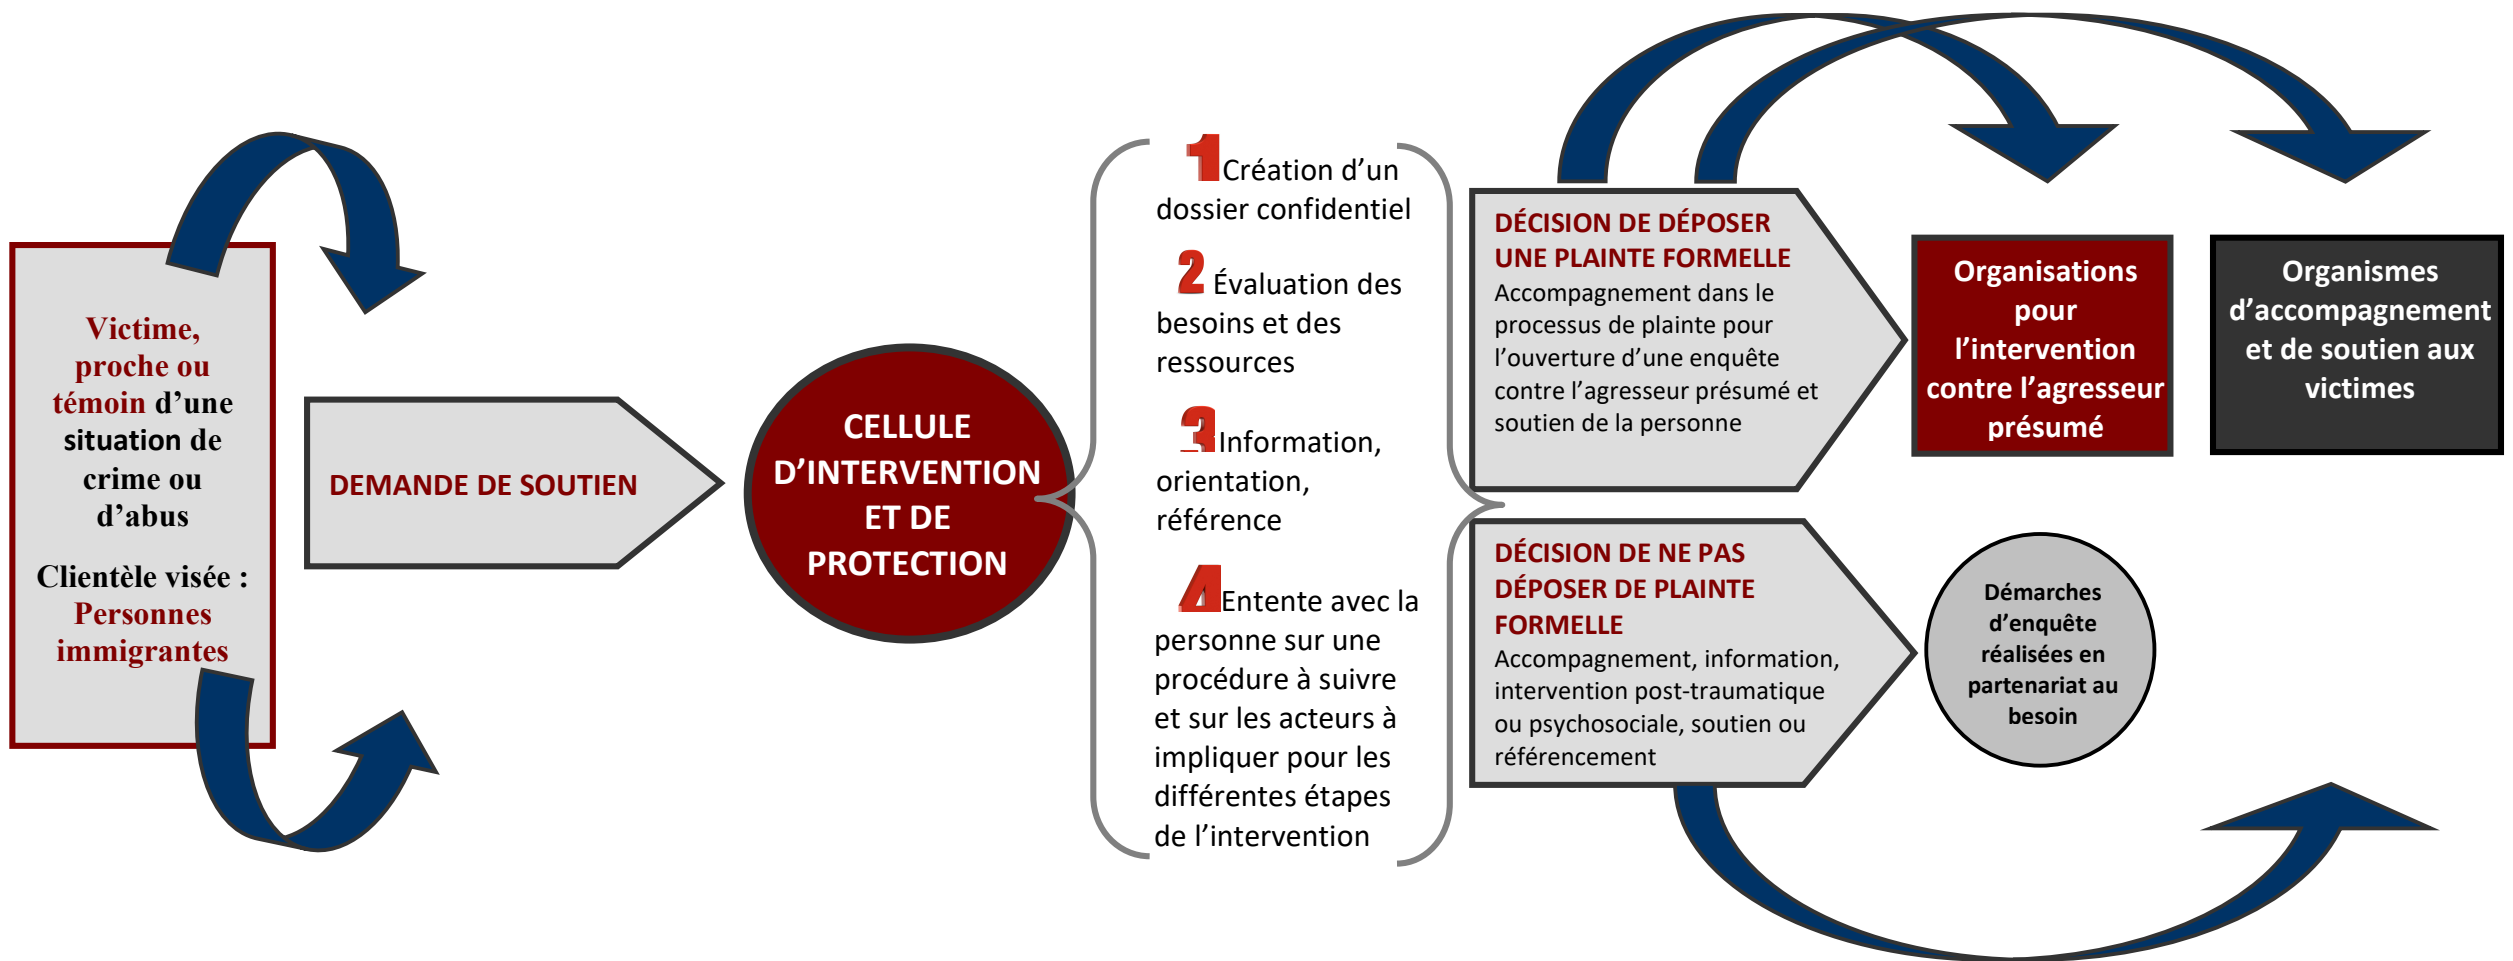 Victime,
proche ou
témoin d’une
situation de
crime ou
d’abus
Clientèle visée :
Personnes
immigrantes
DEMANDE DE SOUTIEN
CELLULE
D’INTERVENTION
ET DE
PROTECTION
1 Création d’un
dossier confidentiel
2 Évaluation des
besoins et des
ressources
3 Information,
orientation,
référence
4 Entente avec la
personne sur une
procédure à suivre
et sur les acteurs à
impliquer pour les
différentes étapes
de l’intervention
DÉCISION DE DÉPOSER
UNE PLAINTE FORMELLE
Accompagnement dans le
processus de plainte pour
l’ouverture d’une enquête
contre l’agresseur présumé et
soutien de la personne
DÉCISION DE NE PAS
DÉPOSER DE PLAINTE
FORMELLE
Accompagnement, information,
intervention post-traumatique
ou psychosociale, soutien ou
référencement
Organisations
pour
l’intervention
contre l’agresseur
présumé
Organismes
d’accompagnement
et de soutien aux
victimes
Démarches
d’enquête
réalisées en
partenariat au
besoin